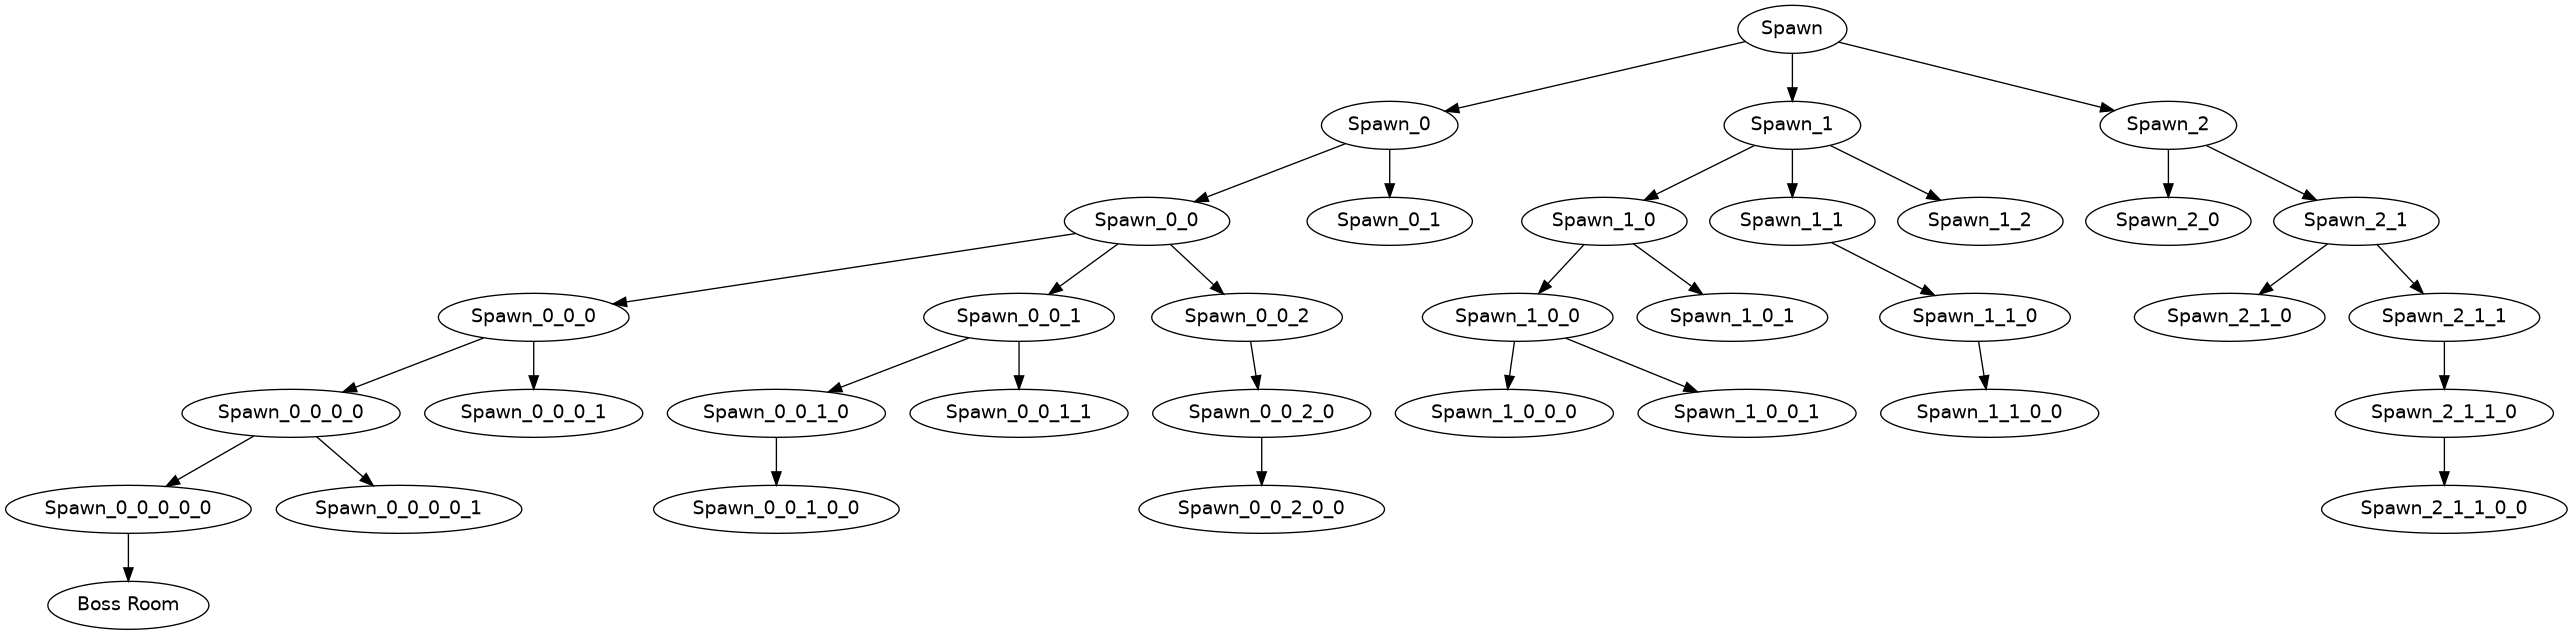 Spawn
Spawn_0
Spawn_1
Spawn_2
Spawn_0_0
Spawn_0_1
Spawn_1_0
Spawn_1_1
Spawn_1_2
Spawn_2_0
Spawn_2_1
Spawn_0_0_0
Spawn_0_0_1
Spawn_0_0_2
Spawn_1_0_0
Spawn_1_0_1
Spawn_1_1_0
Spawn_2_1_0
Spawn_2_1_1
Spawn_0_0_0_0
Spawn_0_0_0_1
Spawn_0_0_1_0
Spawn_0_0_1_1
Spawn_0_0_2_0
Spawn_1_0_0_0
Spawn_1_0_0_1
Spawn_1_1_0_0
Spawn_2_1_1_0
Spawn_0_0_0_0_0
Spawn_0_0_0_0_1
Spawn_0_0_1_0_0
Spawn_0_0_2_0_0
Spawn_2_1_1_0_0
Boss Room